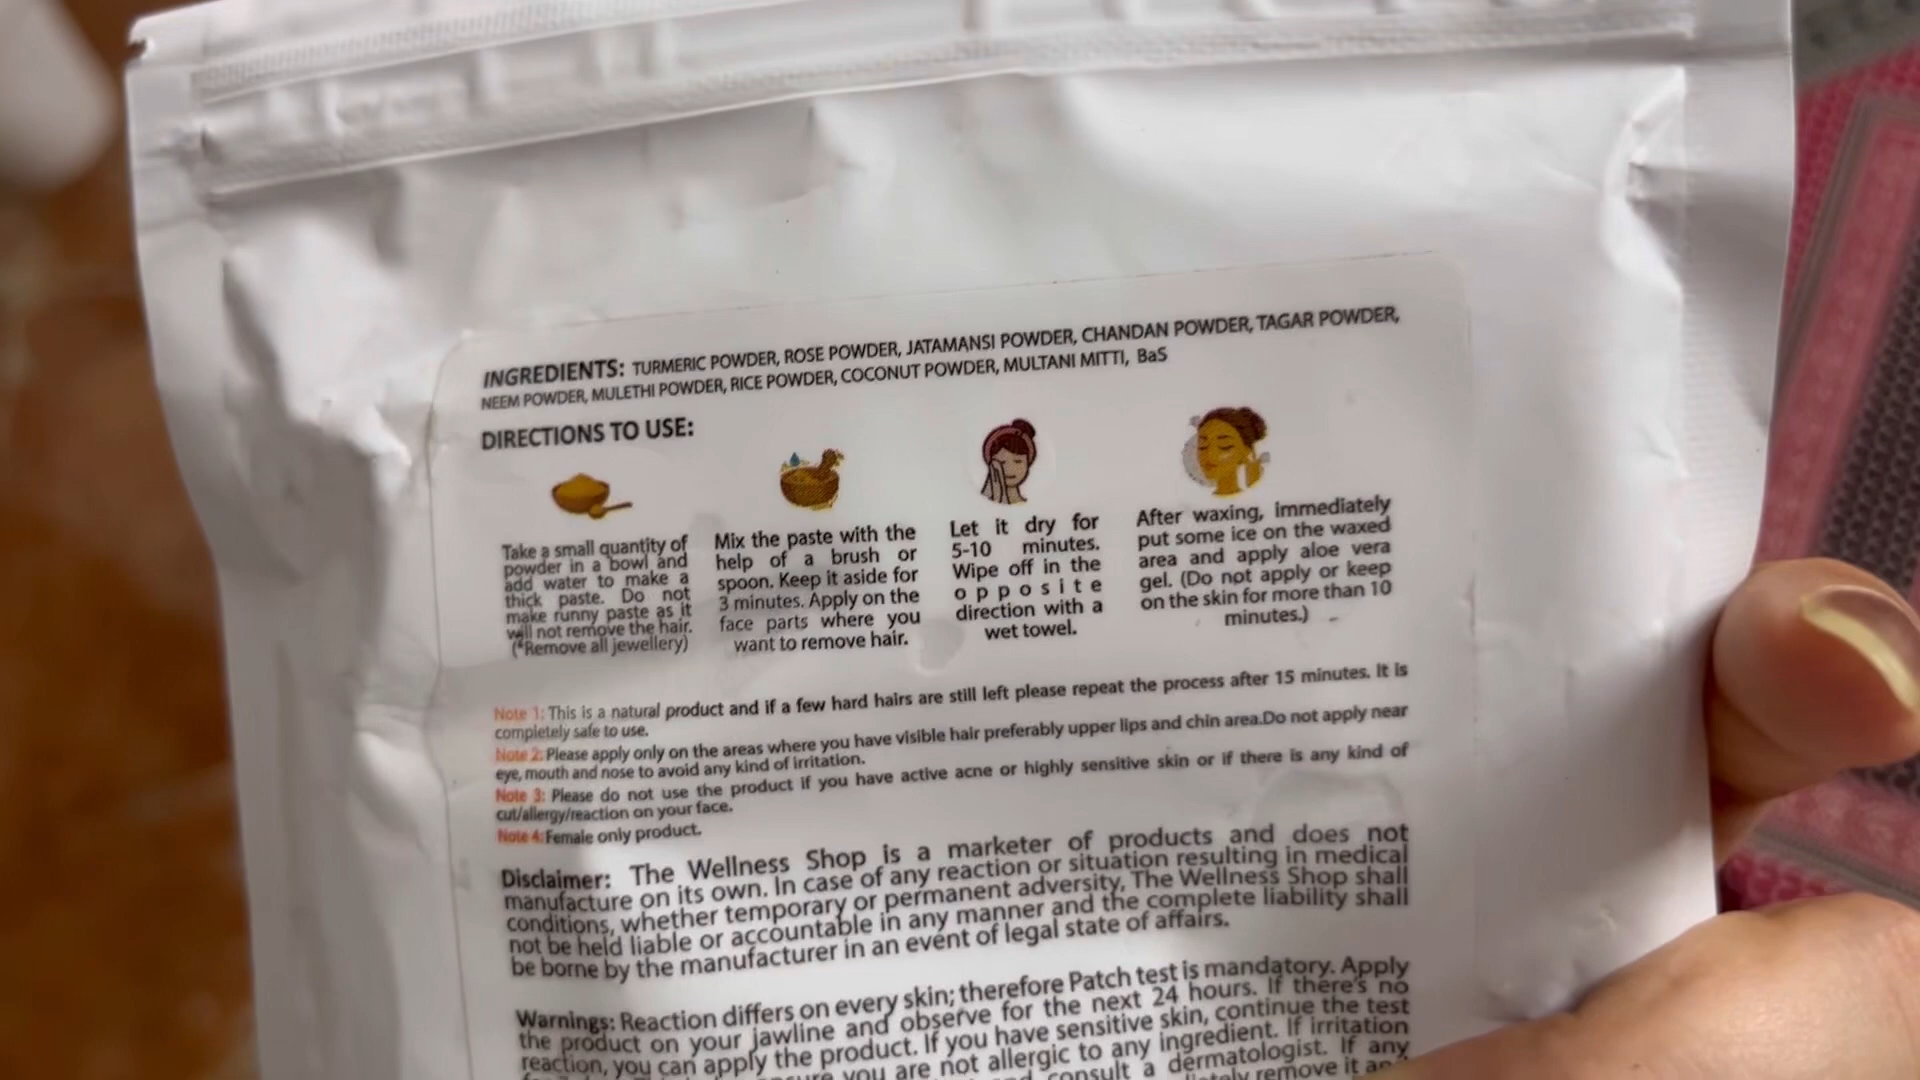 INGREDIENTS: TURMERIC POWDER, ROSE POWDER, JATAMANSI POWDER, CHANDAN POWDER, TAGAR POWDER,
NEEM POWDER, MULETHI POWDER, RICE POWDER, COCONUT POWDER, MULTANI MITTI, BaS
DIRECTIONS TO USE:
Take a small quantity of
powder in a bowl and
add water to make a
thick paste. Do not
make runny paste as it
will not remove the hair.
(*Remove all jewellery)
Mix the paste with the
help of a brush or
spoon. Keep it aside for
3 minutes. Apply on the
face parts where you
want to remove hair.
Let it dry for
5-10 minutes.
Wipe off in the
opposite
direction with a
wet towel.
After waxing, immediately
put some ice on the waxed
area and apply aloe vera
gel. (Do not apply or keep
on the skin for more than 10
minutes.)
Note 1: This is a natural product and if a few hard hairs are still left please repeat the process after 15 minutes. It is
completely safe to use.
Note 2: Please apply only on the areas where you have visible hair preferably upper lips and chin area.Do not apply near
eye, mouth and nose to avoid any kind of irritation.
Note 3: Please do not use the product if you have active acne or highly sensitive skin or if there is any kind of
cut/allergy/reaction on your face.
Note 4: Female only product.
Disclaimer: The Wellness Shop is a marketer of products and does not
manufacture on its own. In case of any reaction or situation resulting in medical
conditions, whether temporary or permanent adversity, The Wellness Shop shall
not be held liable or accountable in any manner and the complete liability shall
be borne by the manufacturer in an event of legal state of affairs.
Warnings: Reaction differs on every skin; therefore Patch test is mandatory. Apply
the product on your jawline and observe for the next 24 hours. If there's no
reaction, you can apply the product. If you have sensitive skin, continue the test
you are not allergic to any ingredient. If irritation
consult a dermatologist. If any
remove it